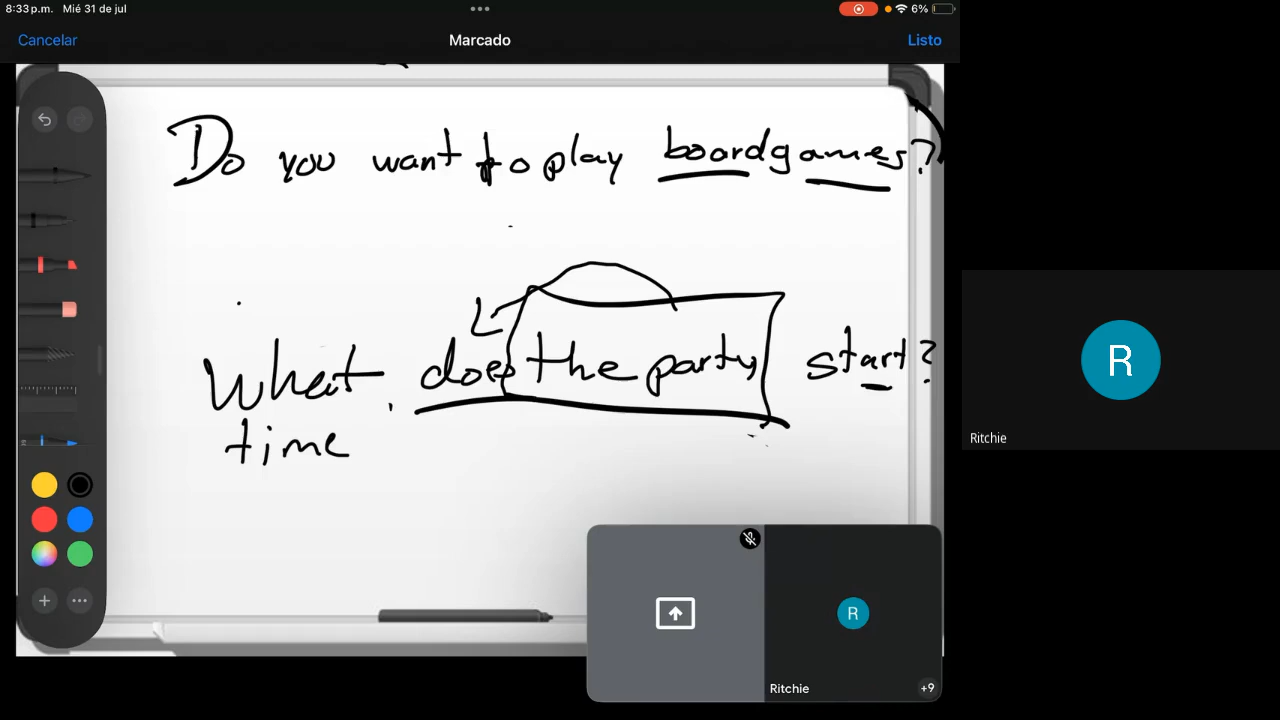 8:33 p.m. Mié 31 de jul
6%
Cancelar
Marcado
Listo
Do you want to play boardgames?
What does the party start?
time
R
Ritchie
R
Ritchie
+9